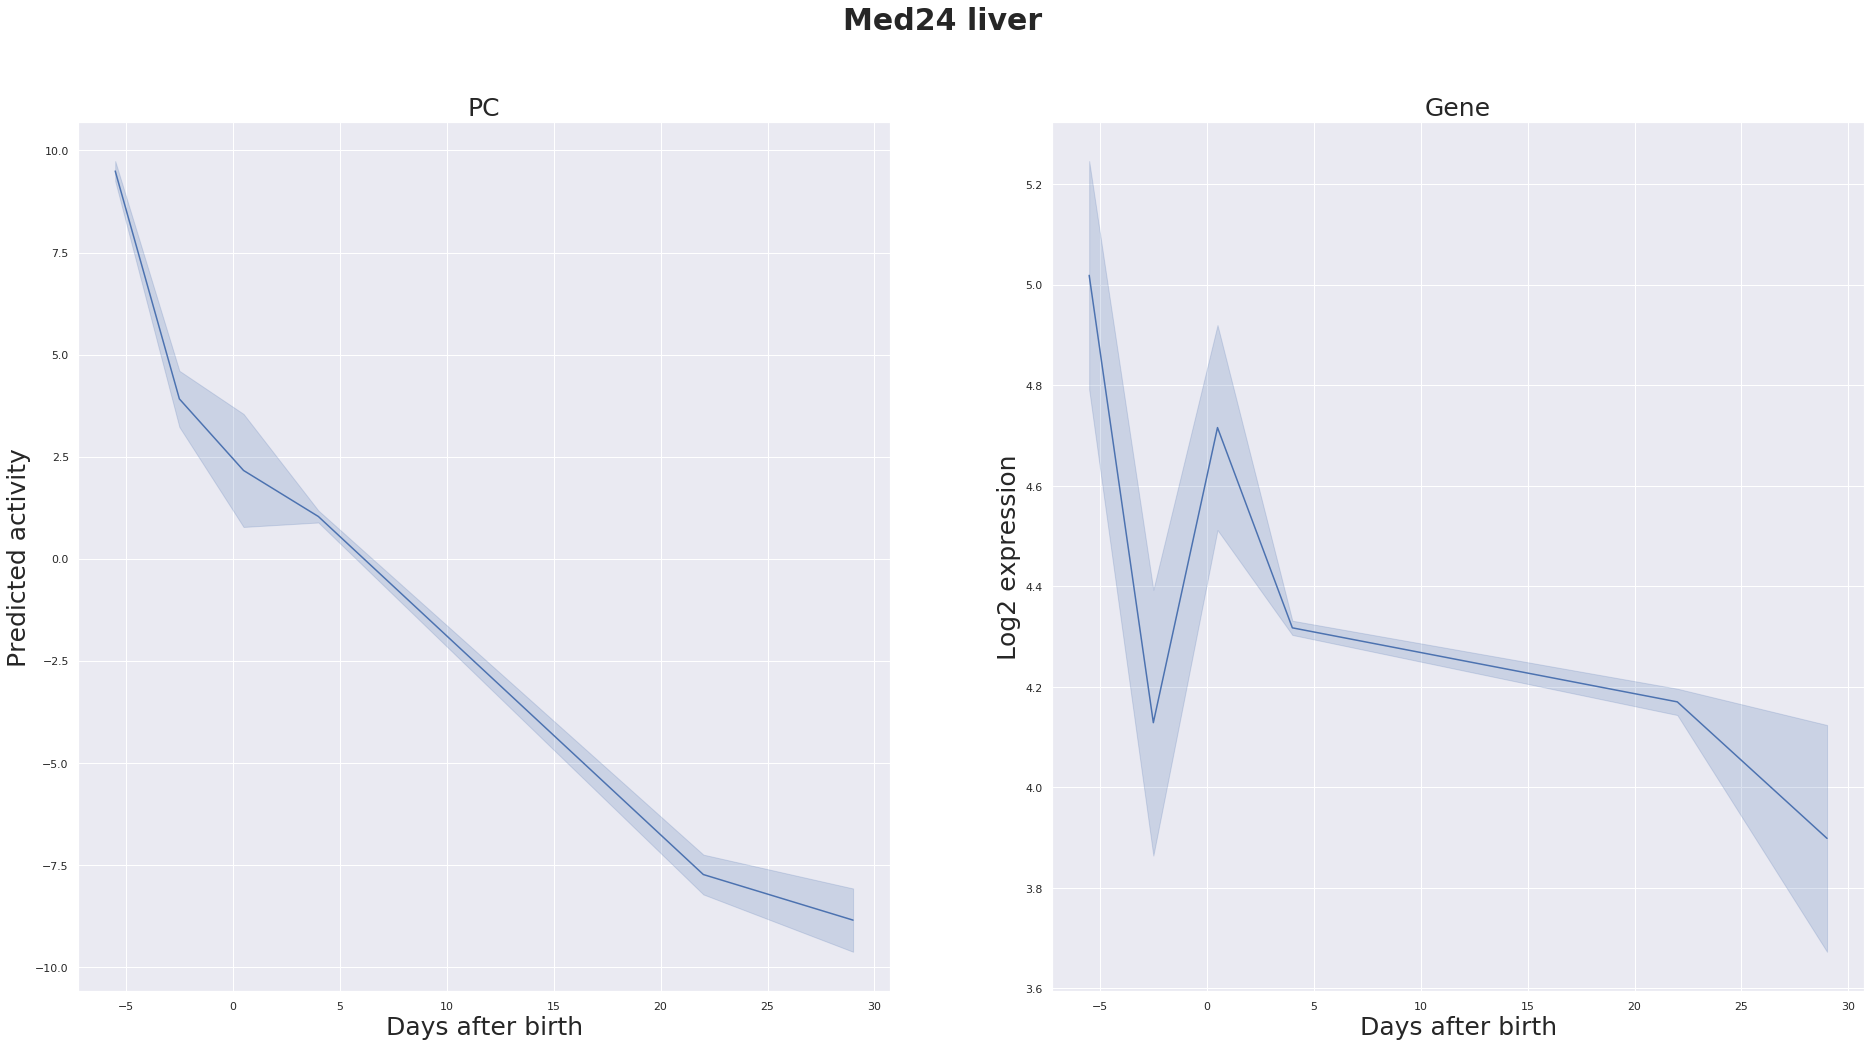 Med24 liver
PC
Predicted activity
10.0
7.5
5.0
2.5
0.0
−2.5
−5.0
−7.5
−10.0
−5 0 5 10 15 20 25 30
Days after birth
Gene
Log2 expression
5.2
5.0
4.8
4.6
4.4
4.2
4.0
3.8
3.6
−5 0 5 10 15 20 25 30
Days after birth